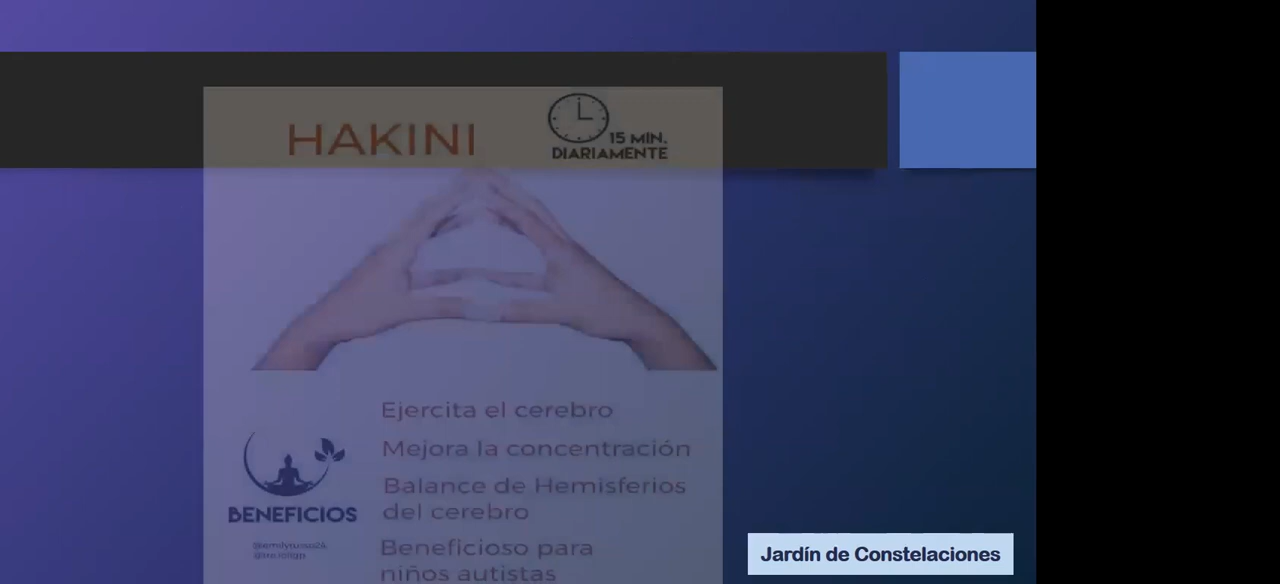 HAKINI
15 MIN.
DIARIAMENTE
Ejercita el cerebro
Mejora la concentración
Balance de Hemisferios
del cerebro
BENEFICIOS
Beneficioso para
niños autistas
Jardín de Constelaciones